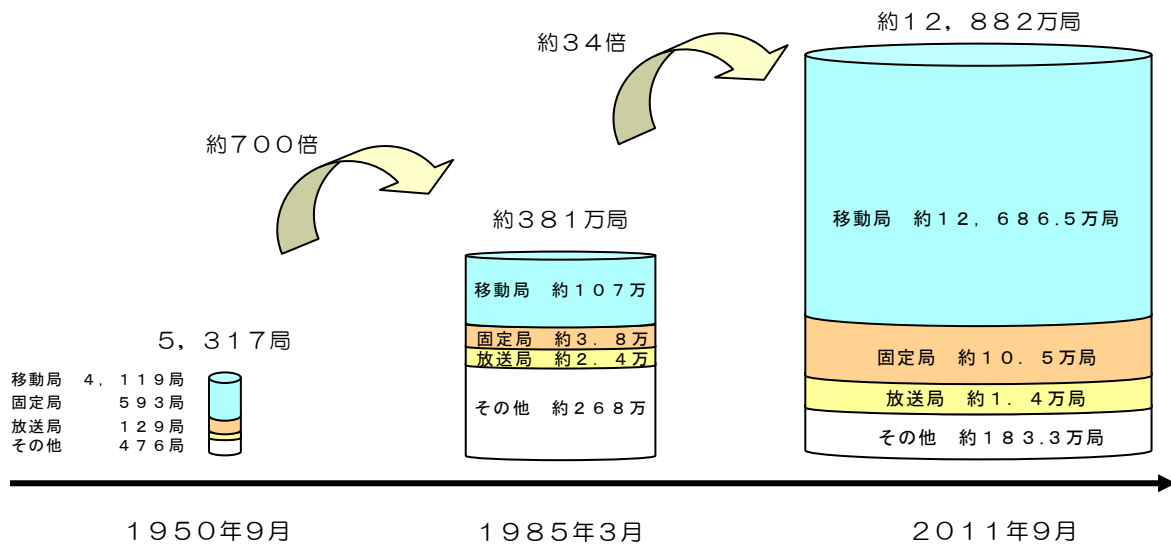 約１２，８８２万局
約３４倍
約７００倍
移動局　約１２，６８６.５万局
約３８１万局
移動局　約１０７万
５，３１７局
固定局　約３．８万
固定局　約１０．５万局
放送局　約２．４万
移動局　４，１１９局
固定局　５９３局
放送局　１２９局
その他　４７６局
放送局　約１．４万局
その他　約２６８万
その他　約１８３.３万局
１９５０年９月
１９８５年３月
２０１１年９月